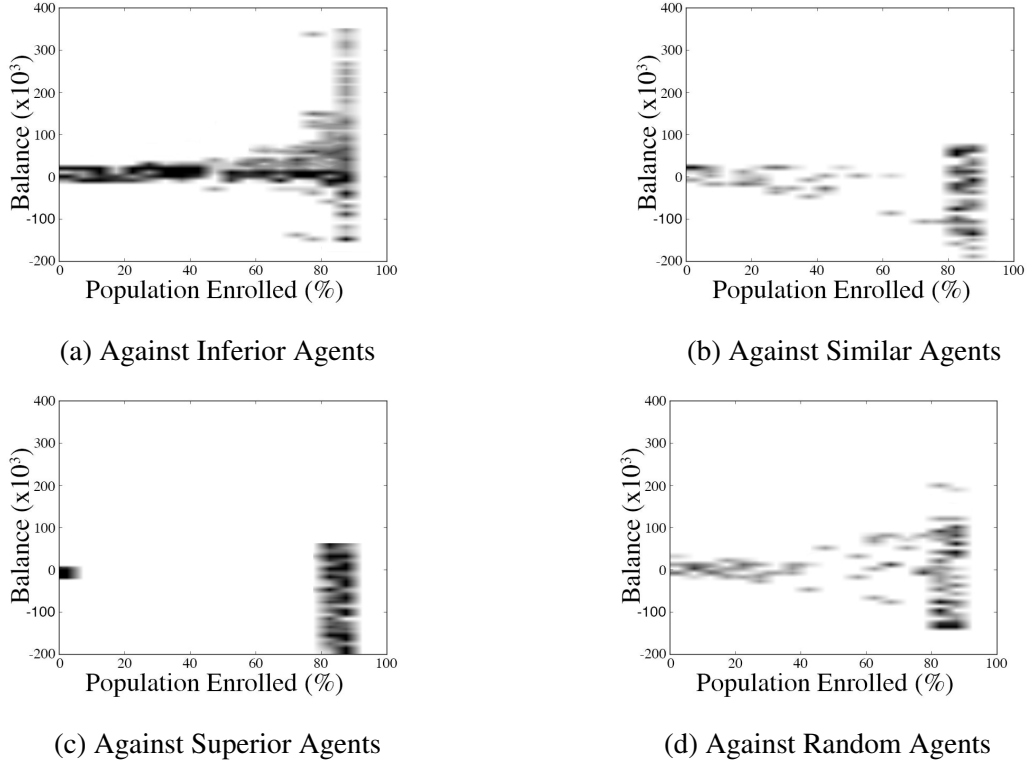 400
300
200
100
0
-100
-200
0 20 40 60 80 100
Balance (x10³)
Population Enrolled (%)
(a) Against Inferior Agents
400
300
200
100
0
-100
-200
0 20 40 60 80 100
Balance (x10³)
Population Enrolled (%)
(b) Against Similar Agents
400
300
200
100
0
-100
-200
0 20 40 60 80 100
Balance (x10³)
Population Enrolled (%)
(c) Against Superior Agents
400
300
200
100
0
-100
-200
0 20 40 60 80 100
Balance (x10³)
Population Enrolled (%)
(d) Against Random Agents